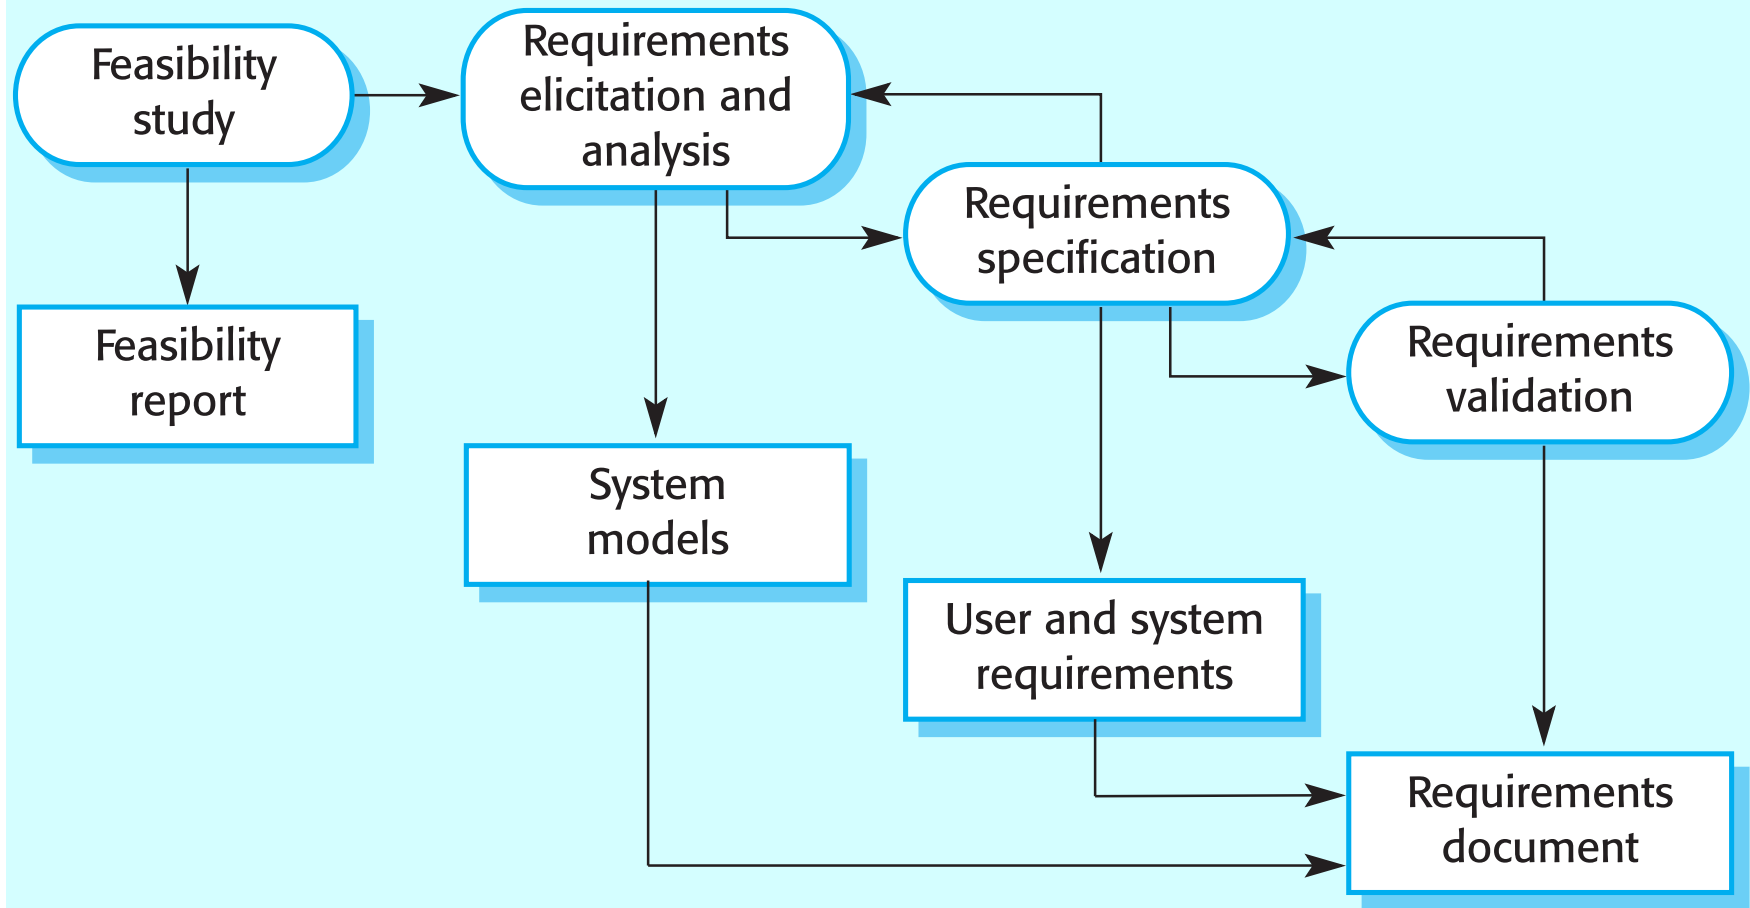 Feasibility
study
Requirements
elicitation and
analysis
Requirements
specification
Requirements
validation
Feasibility
report
System
models
User and system
requirements
Requirements
document